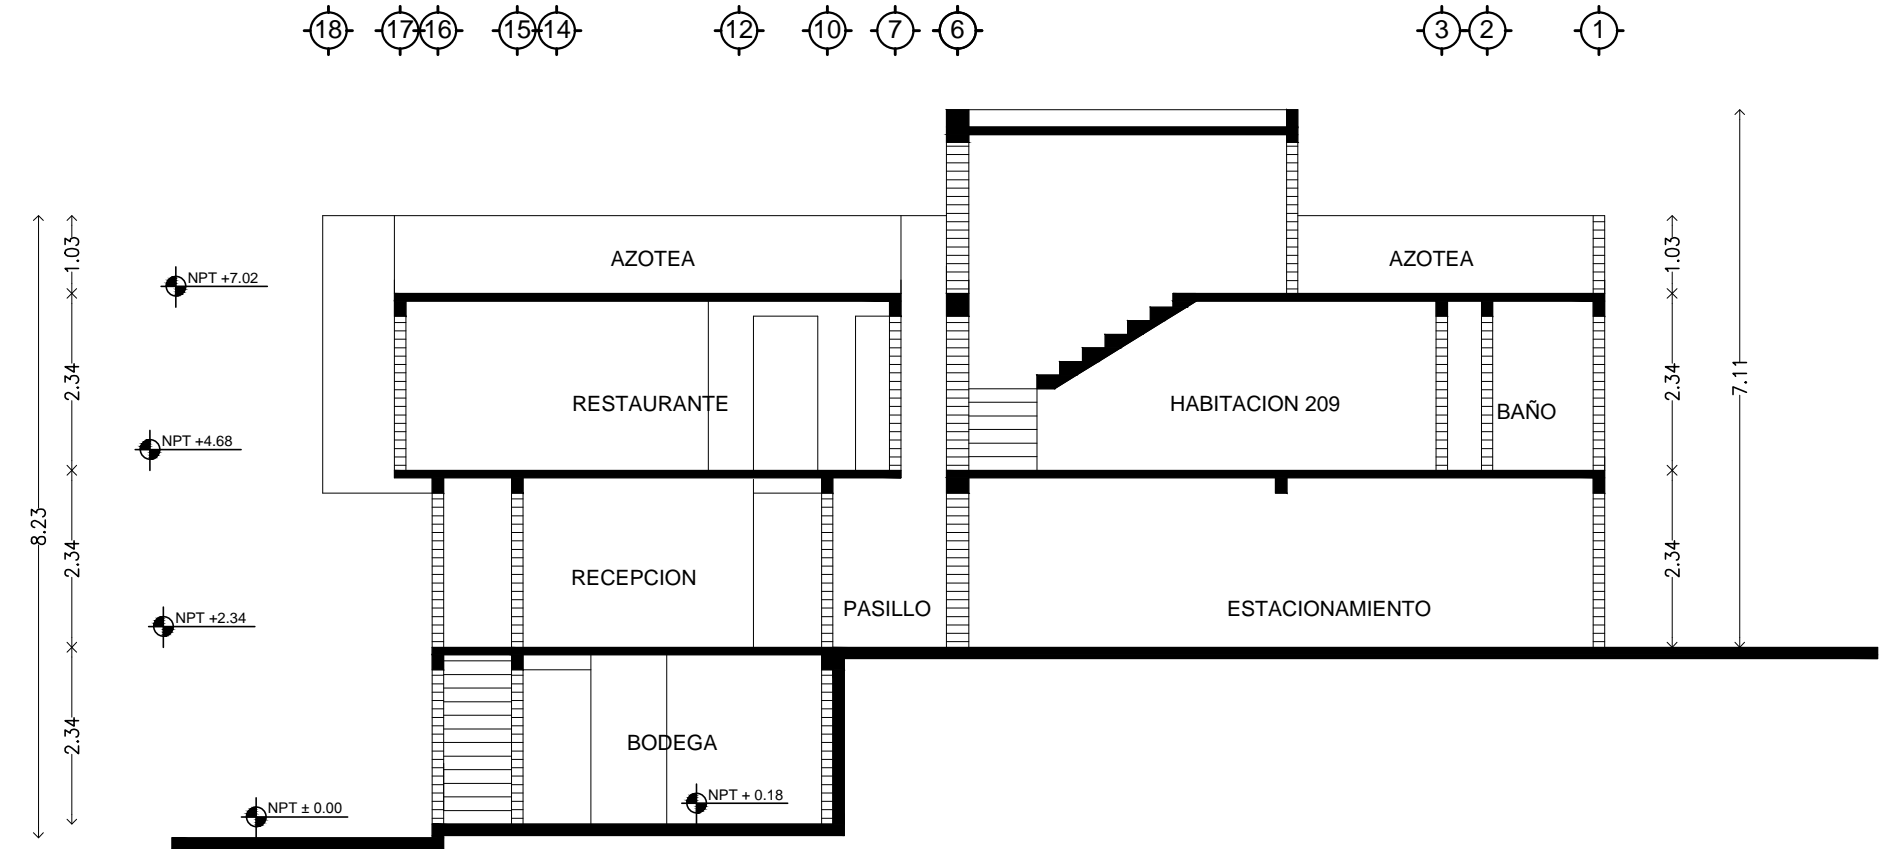 18 17 16 15 14 12 10 7 6 3 2 1
1.03
AZOTEA
AZOTEA
1.03
NPT +7.02
2.34
7.11
2.34
RESTAURANTE
HABITACION 209
BAÑO
NPT +4.68
8.23
2.34
2.34
RECEPCION
PASILLO
ESTACIONAMIENTO
NPT +2.34
2.34
BODEGA
NPT + 0.18
NPT ± 0.00